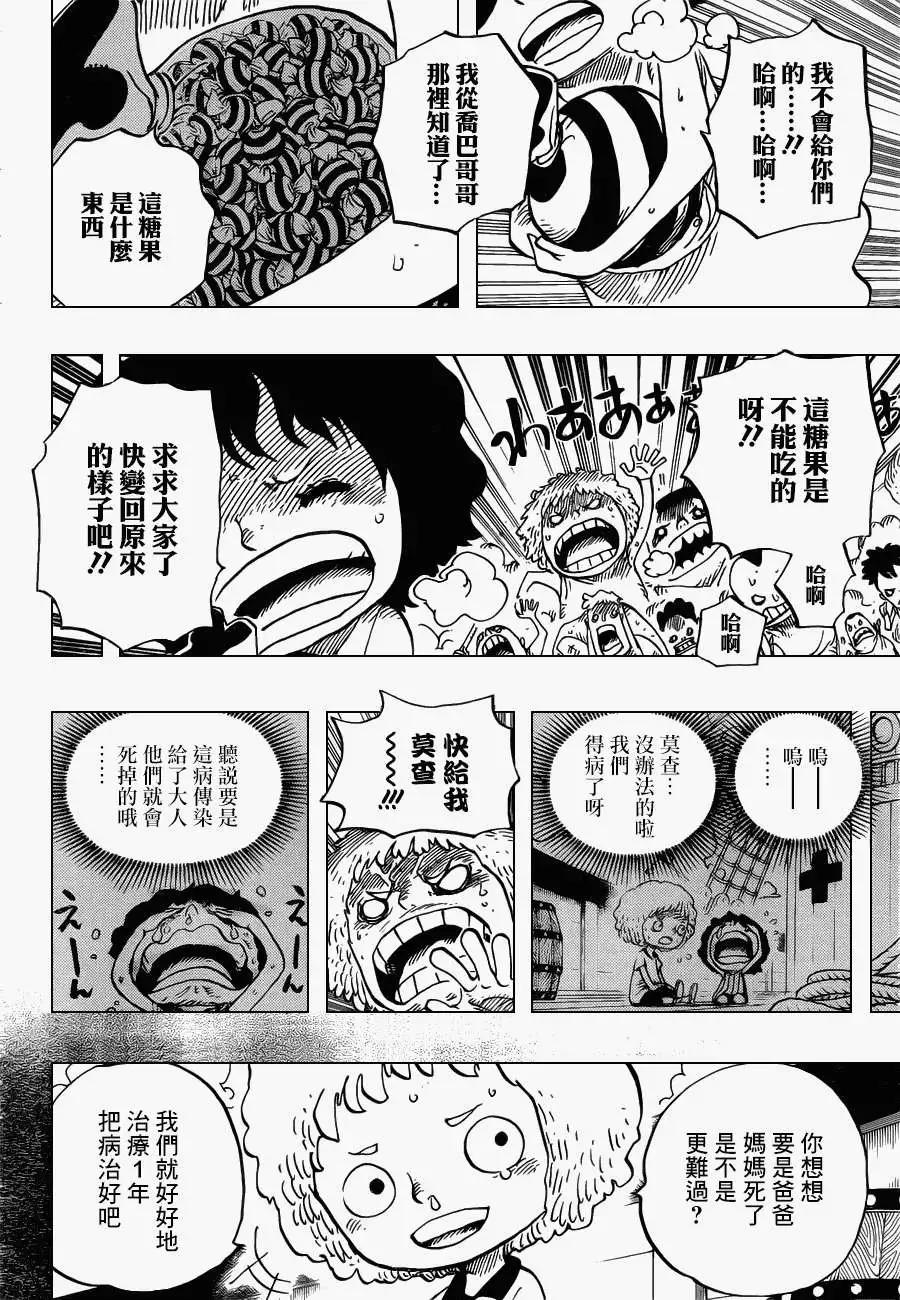 我不會給你們
的……!!
哈啊…哈啊…
我從喬巴哥哥
那裡知道了…
這糖果
是什麼
東西
這糖果是
不能吃的
呀!!
わあああぁ
哈啊
哈啊
求求大家了
快變回原來
的樣子吧!!
嗚—
嗚—
……
莫查…
沒辦法的啦
我們
得病了呀
快給我
莫查
〜〜!!!
聽説要是
這病傳染
給了大人
他們就會
死掉的哦
……
えーん
えーん
你想想
要是爸爸
媽媽死了
是不是
更難過?
我們就好好地
治療1年
把病治好吧